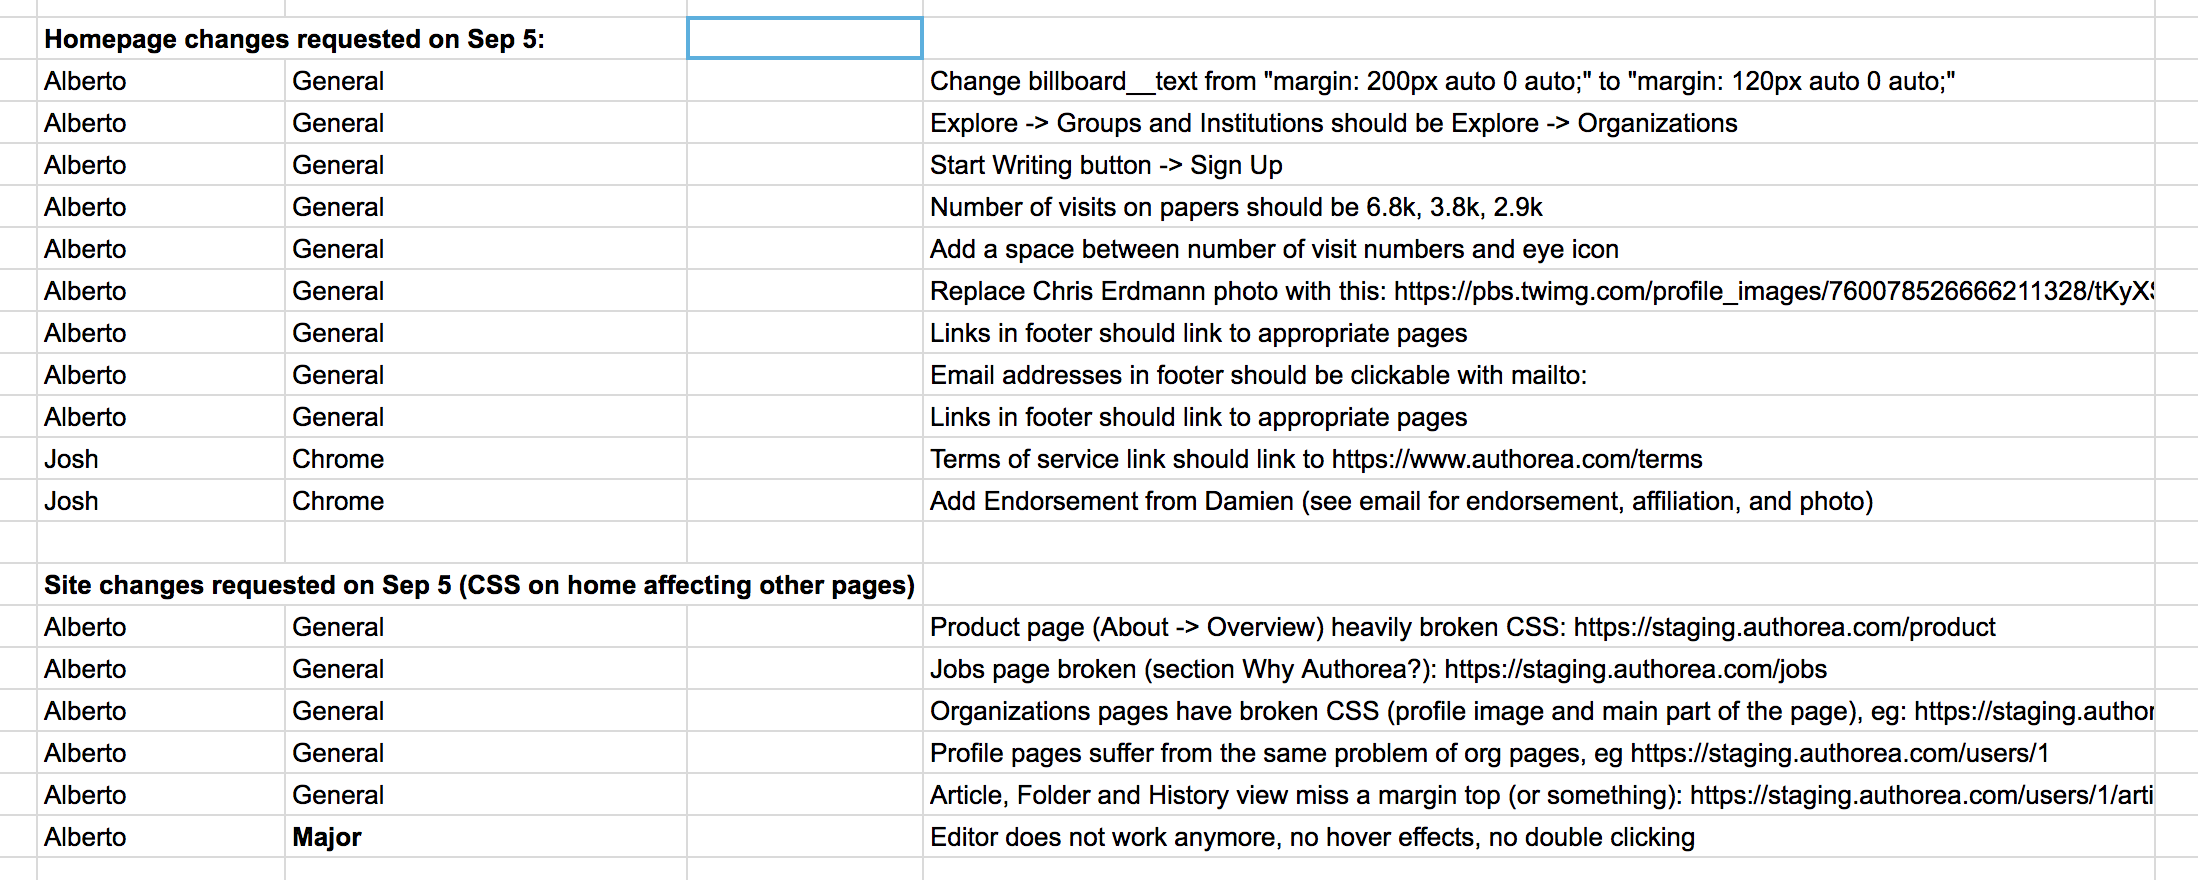 Homepage changes requested on Sep 5:
Alberto General Change billboard__text from "margin: 200px auto 0 auto;" to "margin: 120px auto 0 auto;"
Alberto General Explore -> Groups and Institutions should be Explore -> Organizations
Alberto General Start Writing button -> Sign Up
Alberto General Number of visits on papers should be 6.8k, 3.8k, 2.9k
Alberto General Add a space between number of visit numbers and eye icon
Alberto General Replace Chris Erdmann photo with this: https://pbs.twimg.com/profile_images/760078526666211328/tKyX
Alberto General Links in footer should link to appropriate pages
Alberto General Email addresses in footer should be clickable with mailto:
Alberto General Links in footer should link to appropriate pages
Josh Chrome Terms of service link should link to https://www.authorea.com/terms
Josh Chrome Add Endorsement from Damien (see email for endorsement, affiliation, and photo)
Site changes requested on Sep 5 (CSS on home affecting other pages)
Alberto General Product page (About -> Overview) heavily broken CSS: https://staging.authorea.com/product
Alberto General Jobs page broken (section Why Authorea?): https://staging.authorea.com/jobs
Alberto General Organizations pages have broken CSS (profile image and main part of the page), eg: https://staging.author
Alberto General Profile pages suffer from the same problem of org pages, eg https://staging.authorea.com/users/1
Alberto General Article, Folder and History view miss a margin top (or something): https://staging.authorea.com/users/1/arti
Alberto Major Editor does not work anymore, no hover effects, no double clicking